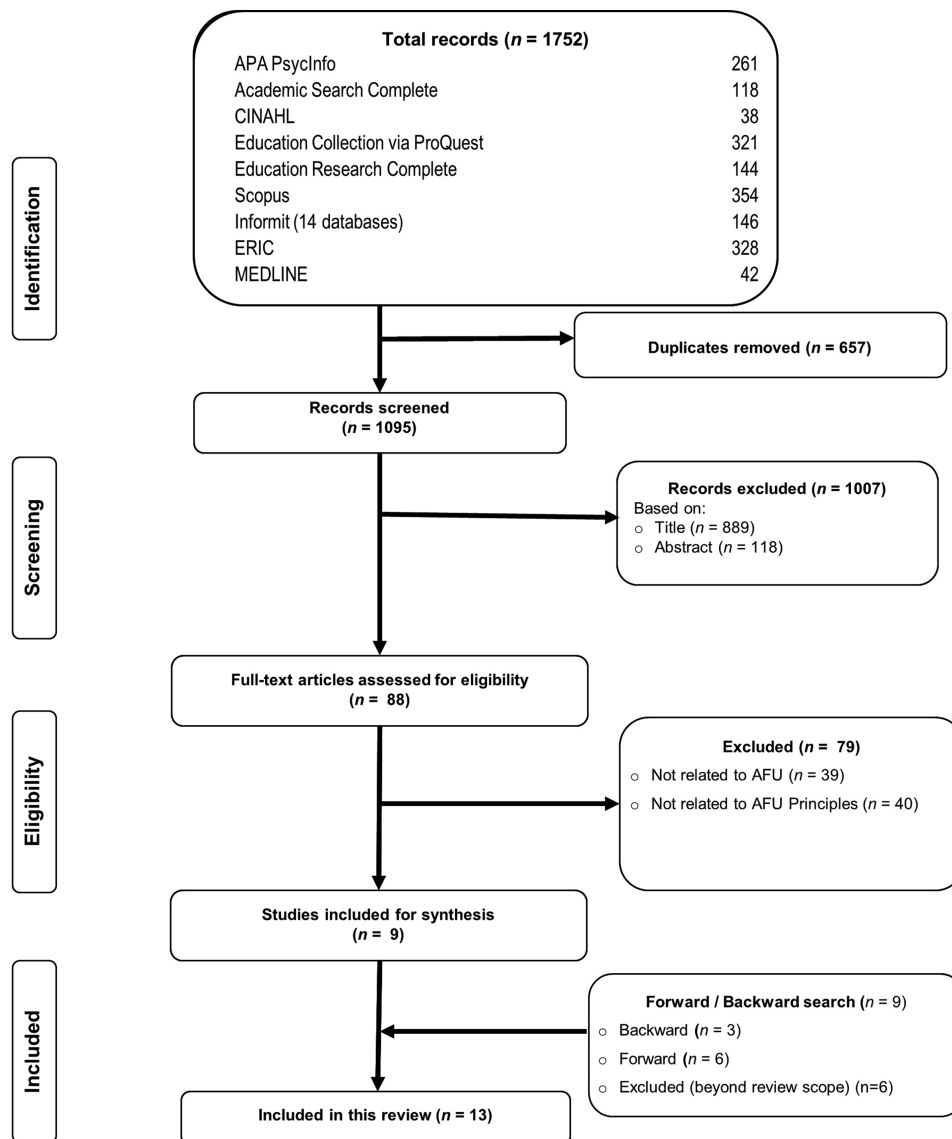 Total records (n = 1752)
APA PsycInfo 261
Academic Search Complete 118
CINAHL 38
Education Collection via ProQuest 321
Education Research Complete 144
Scopus 354
Informit (14 databases) 146
ERIC 328
MEDLINE 42
Identification
Duplicates removed (n = 657)
Records screened
(n = 1095)
Screening
Records excluded (n = 1007)
Based on:
○ Title (n = 889)
○ Abstract (n = 118)
Full-text articles assessed for eligibility
(n = 88)
Eligibility
Excluded (n = 79)
○ Not related to AFU (n = 39)
○ Not related to AFU Principles (n = 40)
Studies included for synthesis
(n = 9)
Included
Forward / Backward search (n = 9)
○ Backward (n = 3)
○ Forward (n = 6)
○ Excluded (beyond review scope) (n=6)
Included in this review (n = 13)